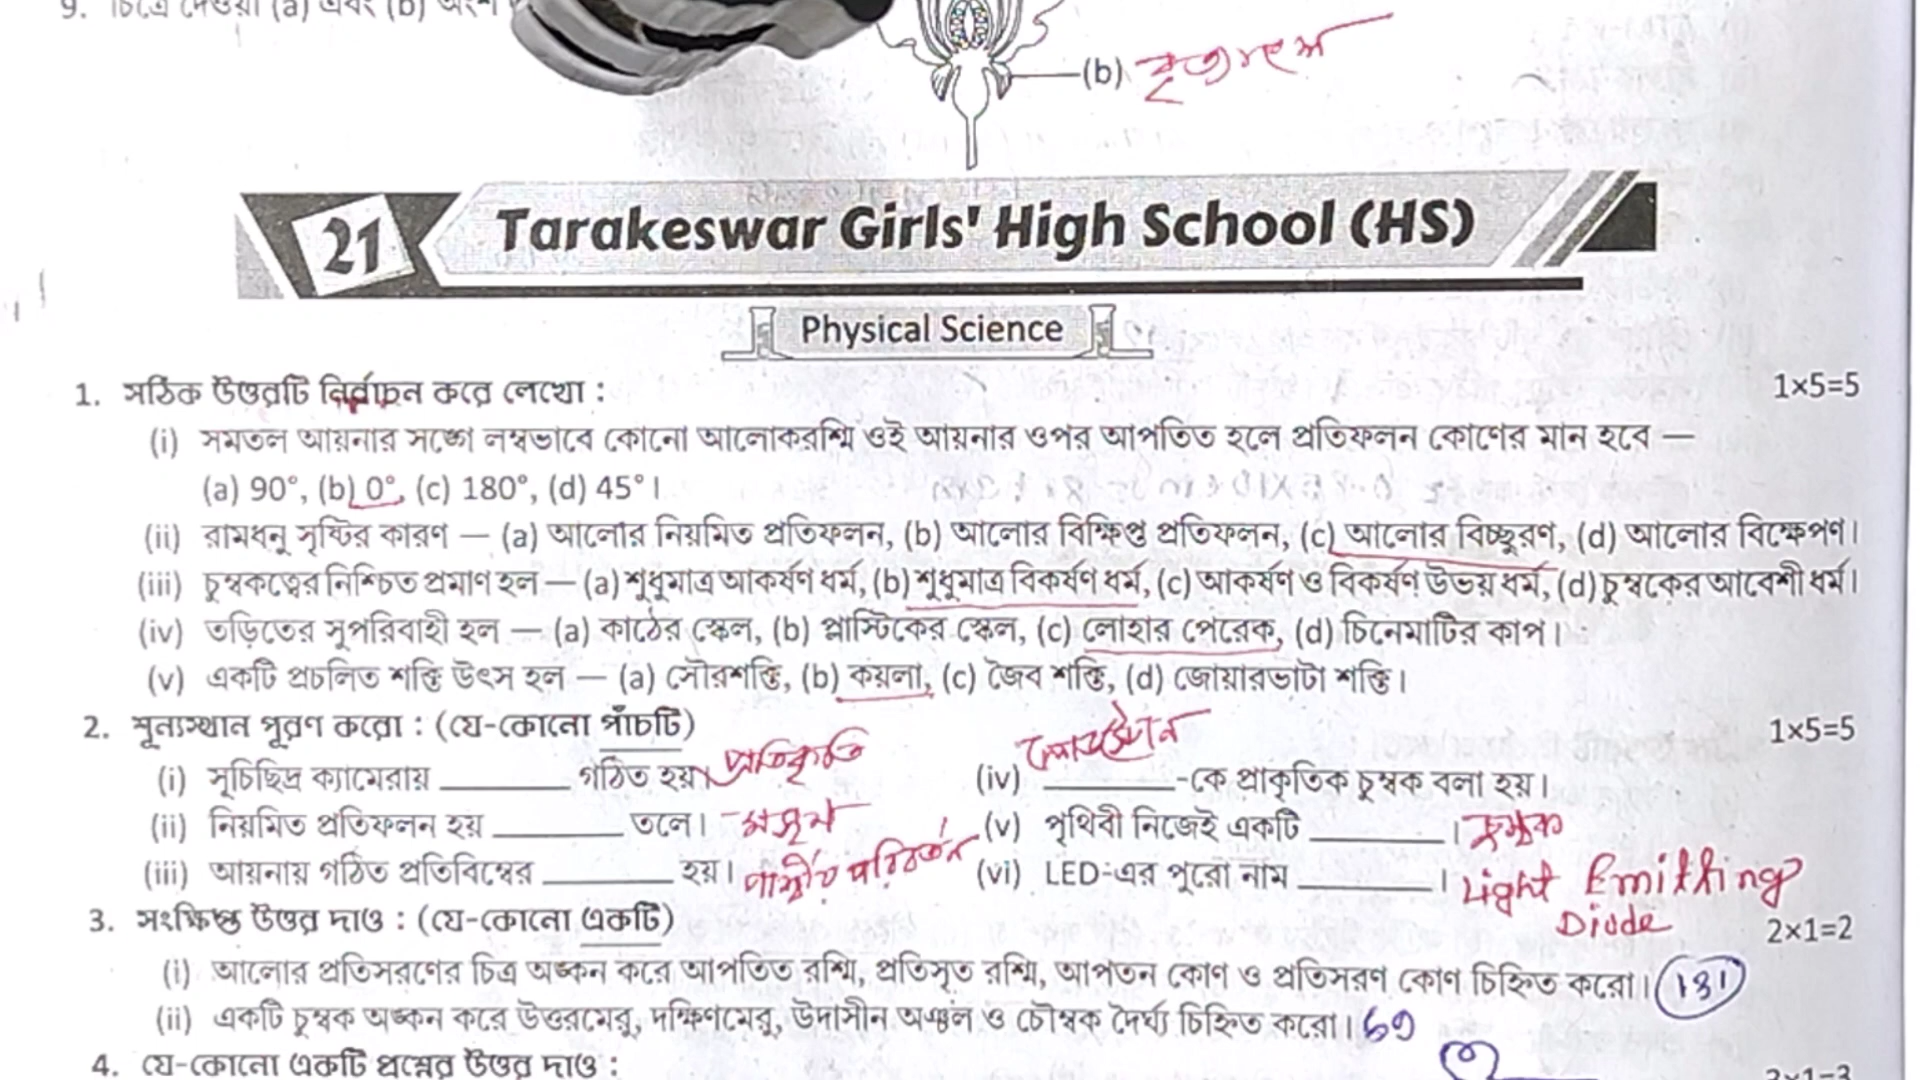 9. চিত্রে দেওয়া (a) এবং (b) অংশ
(b) বৃত্যংশ
21 Tarakeswar Girls' High School (HS)
Physical Science
1. সঠিক উত্তরটি নির্বাচন করে লেখো : 1×5=5
(i) সমতল আয়নার সঙ্গে লম্বভাবে কোনো আলোকরশ্মি ওই আয়নার ওপর আপতিত হলে প্রতিফলন কোণের মান হবে —
(a) 90°, (b) 0°, (c) 180°, (d) 45°।
(ii) রামধনু সৃষ্টির কারণ — (a) আলোর নিয়মিত প্রতিফলন, (b) আলোর বিক্ষিপ্ত প্রতিফলন, (c) আলোর বিচ্ছুরণ, (d) আলোর বিক্ষেপণ।
(iii) চুম্বকত্বের নিশ্চিত প্রমাণ হল — (a) শুধুমাত্র আকর্ষণ ধর্ম, (b) শুধুমাত্র বিকর্ষণ ধর্ম, (c) আকর্ষণ ও বিকর্ষণ উভয় ধর্ম, (d) চুম্বকের আবেশী ধর্ম।
(iv) তড়িতের সুপরিবাহী হল — (a) কাঠের স্কেল, (b) প্লাস্টিকের স্কেল, (c) লোহার পেরেক, (d) চিনেমাটির কাপ।
(v) একটি প্রচলিত শক্তি উৎস হল — (a) সৌরশক্তি, (b) কয়লা, (c) জৈব শক্তি, (d) জোয়ারভাটা শক্তি।
2. শূন্যস্থান পূরণ করো : (যে-কোনো পাঁচটি) 1×5=5
(i) সূচিছিদ্র ক্যামেরায় ________ গঠিত হয়। প্রতিকৃতি
(ii) নিয়মিত প্রতিফলন হয় ________ তলে। মসৃণ
(iii) আয়নায় গঠিত প্রতিবিম্বের ________ হয়। পার্শ্বীয় পরিবর্তন
লোডস্টোন
(iv) ________-কে প্রাকৃতিক চুম্বক বলা হয়।
(v) পৃথিবী নিজেই একটি ________। চুম্বক
(vi) LED-এর পুরো নাম ________। Light Emitting
Diode
3. সংক্ষিপ্ত উত্তর দাও : (যে-কোনো একটি) 2×1=2
(i) আলোর প্রতিসরণের চিত্র অঙ্কন করে আপতিত রশ্মি, প্রতিসৃত রশ্মি, আপতন কোণ ও প্রতিসরণ কোণ চিহ্নিত করো।
(ii) একটি চুম্বক অঙ্কন করে উত্তরমেরু, দক্ষিণমেরু, উদাসীন অঞ্চল ও চৌম্বক দৈর্ঘ্য চিহ্নিত করো।
4. যে-কোনো একটি প্রশ্নের উত্তর দাও : 3×1=3